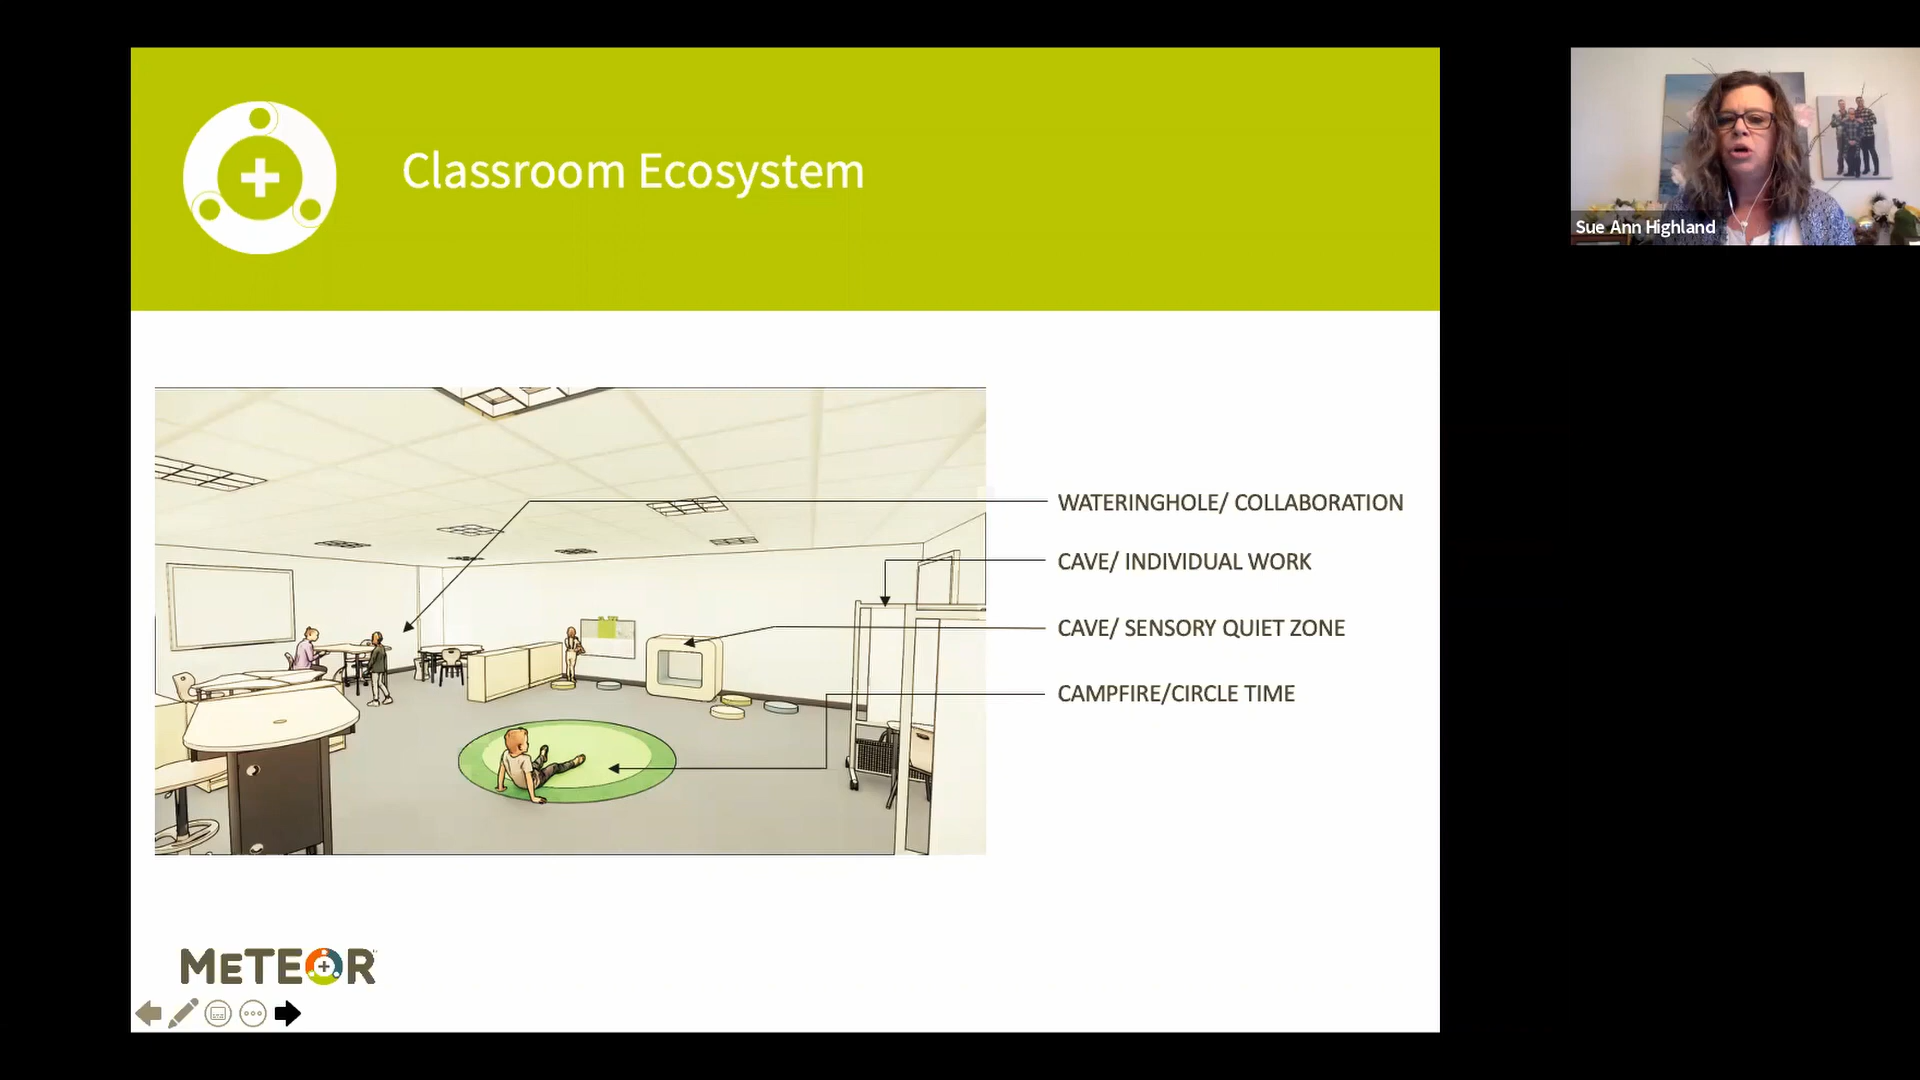 Classroom Ecosystem
Sue Ann Highland
WATERINGHOLE/ COLLABORATION
CAVE/ INDIVIDUAL WORK
CAVE/ SENSORY QUIET ZONE
CAMPFIRE/CIRCLE TIME
METEOR